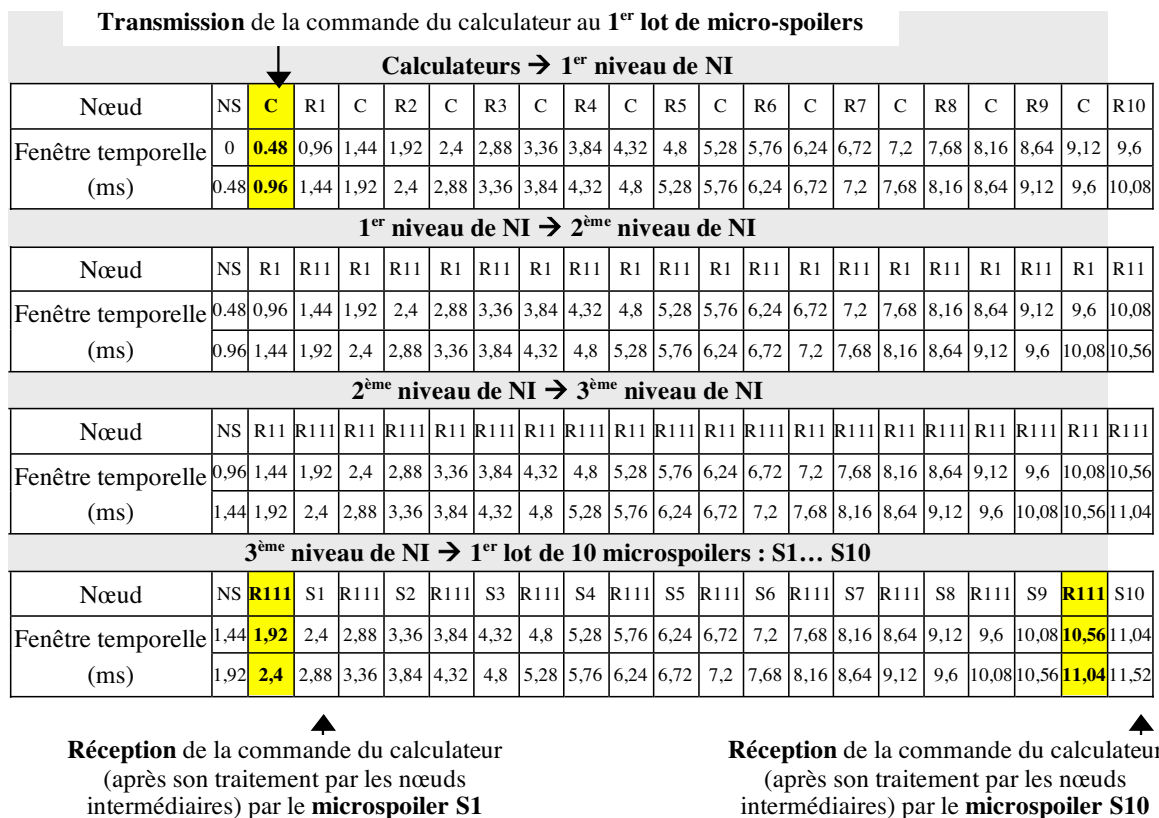 Transmission de la commande du calculateur au 1er lot de micro-spoilers
Calculateurs → 1er niveau de NI
Nœud NS C R1 C R2 C R3 C R4 C R5 C R6 C R7 C R8 C R9 C R10
Fenêtre temporelle 0 0.48 0,96 1,44 1,92 2,4 2,88 3,36 3,84 4,32 4,8 5,28 5,76 6,24 6,72 7,2 7,68 8,16 8,64 9,12 9,6
(ms) 0.48 0.96 1,44 1,92 2,4 2,88 3,36 3,84 4,32 4,8 5,28 5,76 6,24 6,72 7,2 7,68 8,16 8,64 9,12 9,6 10,08
1er niveau de NI → 2ème niveau de NI
Nœud NS R1 R11 R1 R11 R1 R11 R1 R11 R1 R11 R1 R11 R1 R11 R1 R11 R1 R11 R1 R11
Fenêtre temporelle 0.48 0,96 1,44 1,92 2,4 2,88 3,36 3,84 4,32 4,8 5,28 5,76 6,24 6,72 7,2 7,68 8,16 8,64 9,12 9,6 10,08
(ms) 0.96 1,44 1,92 2,4 2,88 3,36 3,84 4,32 4,8 5,28 5,76 6,24 6,72 7,2 7,68 8,16 8,64 9,12 9,6 10,08 10,56
2ème niveau de NI → 3ème niveau de NI
Nœud NS R11 R111 R11 R111 R11 R111 R11 R111 R11 R111 R11 R111 R11 R111 R11 R111 R11 R111 R11 R111
Fenêtre temporelle 0,96 1,44 1,92 2,4 2,88 3,36 3,84 4,32 4,8 5,28 5,76 6,24 6,72 7,2 7,68 8,16 8,64 9,12 9,6 10,08 10,56
(ms) 1,44 1,92 2,4 2,88 3,36 3,84 4,32 4,8 5,28 5,76 6,24 6,72 7,2 7,68 8,16 8,64 9,12 9,6 10,08 10,56 11,04
3ème niveau de NI → 1er lot de 10 microspoilers : S1… S10
Nœud NS R111 S1 R111 S2 R111 S3 R111 S4 R111 S5 R111 S6 R111 S7 R111 S8 R111 S9 R111 S10
Fenêtre temporelle 1,44 1,92 2,4 2,88 3,36 3,84 4,32 4,8 5,28 5,76 6,24 6,72 7,2 7,68 8,16 8,64 9,12 9,6 10,08 10,56 11,04
(ms) 1,92 2,4 2,88 3,36 3,84 4,32 4,8 5,28 5,76 6,24 6,72 7,2 7,68 8,16 8,64 9,12 9,6 10,08 10,56 11,04 11,52
Réception de la commande du calculateur
(après son traitement par les nœuds
intermédiaires) par le microspoiler S1
Réception de la commande du calculateur
(après son traitement par les nœuds
intermédiaires) par le microspoiler S10